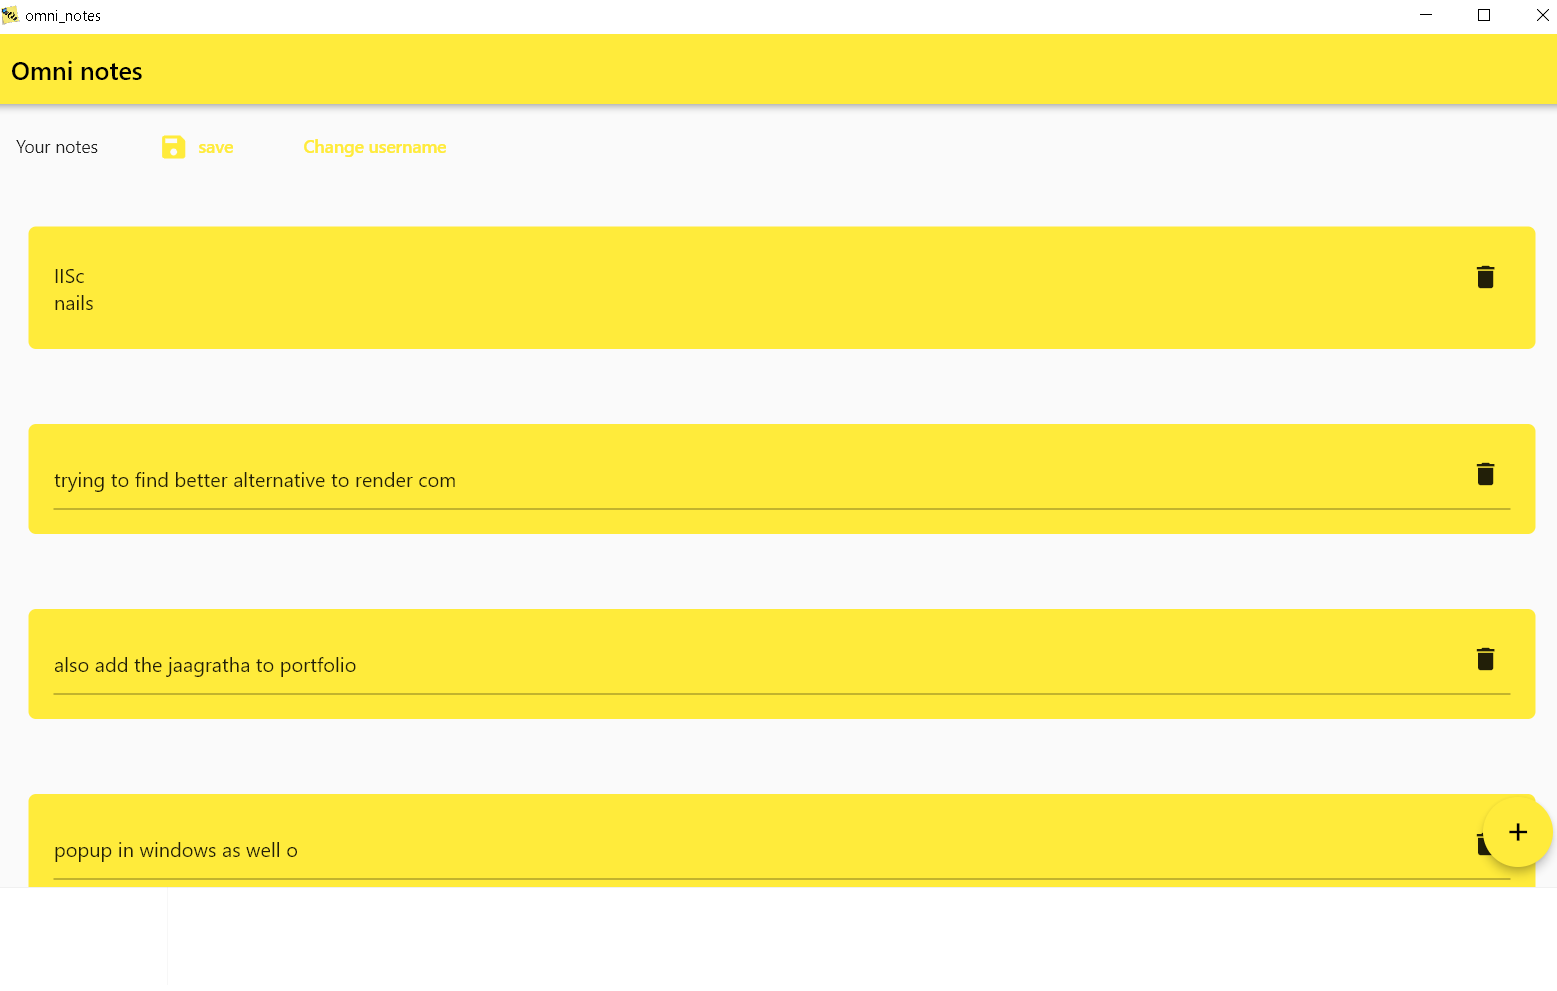 omni_notes
Omni notes
Your notes save Change username
IISc
nails
trying to find better alternative to render com
also add the jaagratha to portfolio
popup in windows as well o